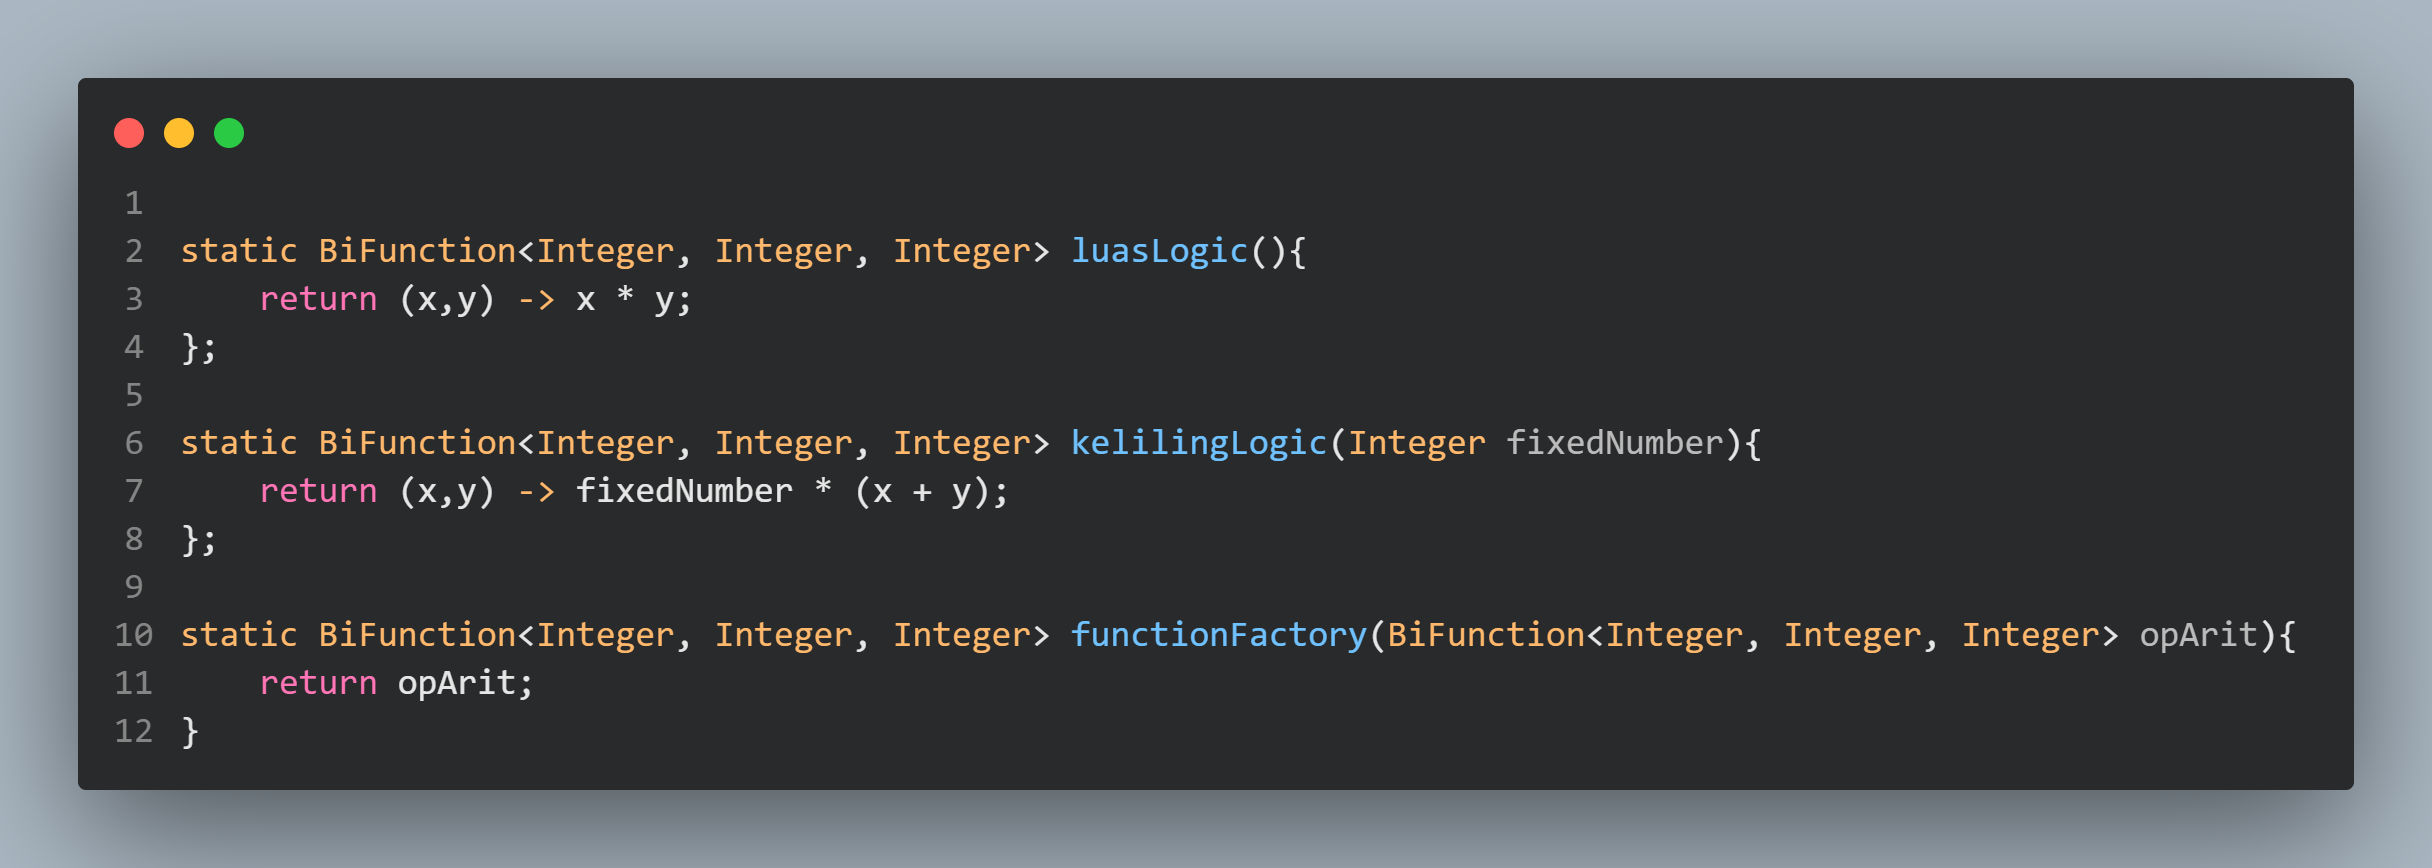 1
2 static BiFunction<Integer, Integer, Integer> luasLogic(){
3     return (x,y) -> x * y;
4 };
5
6 static BiFunction<Integer, Integer, Integer> kelilingLogic(Integer fixedNumber){
7     return (x,y) -> fixedNumber * (x + y);
8 };
9
10 static BiFunction<Integer, Integer, Integer> functionFactory(BiFunction<Integer, Integer, Integer> opArit){
11     return opArit;
12 }